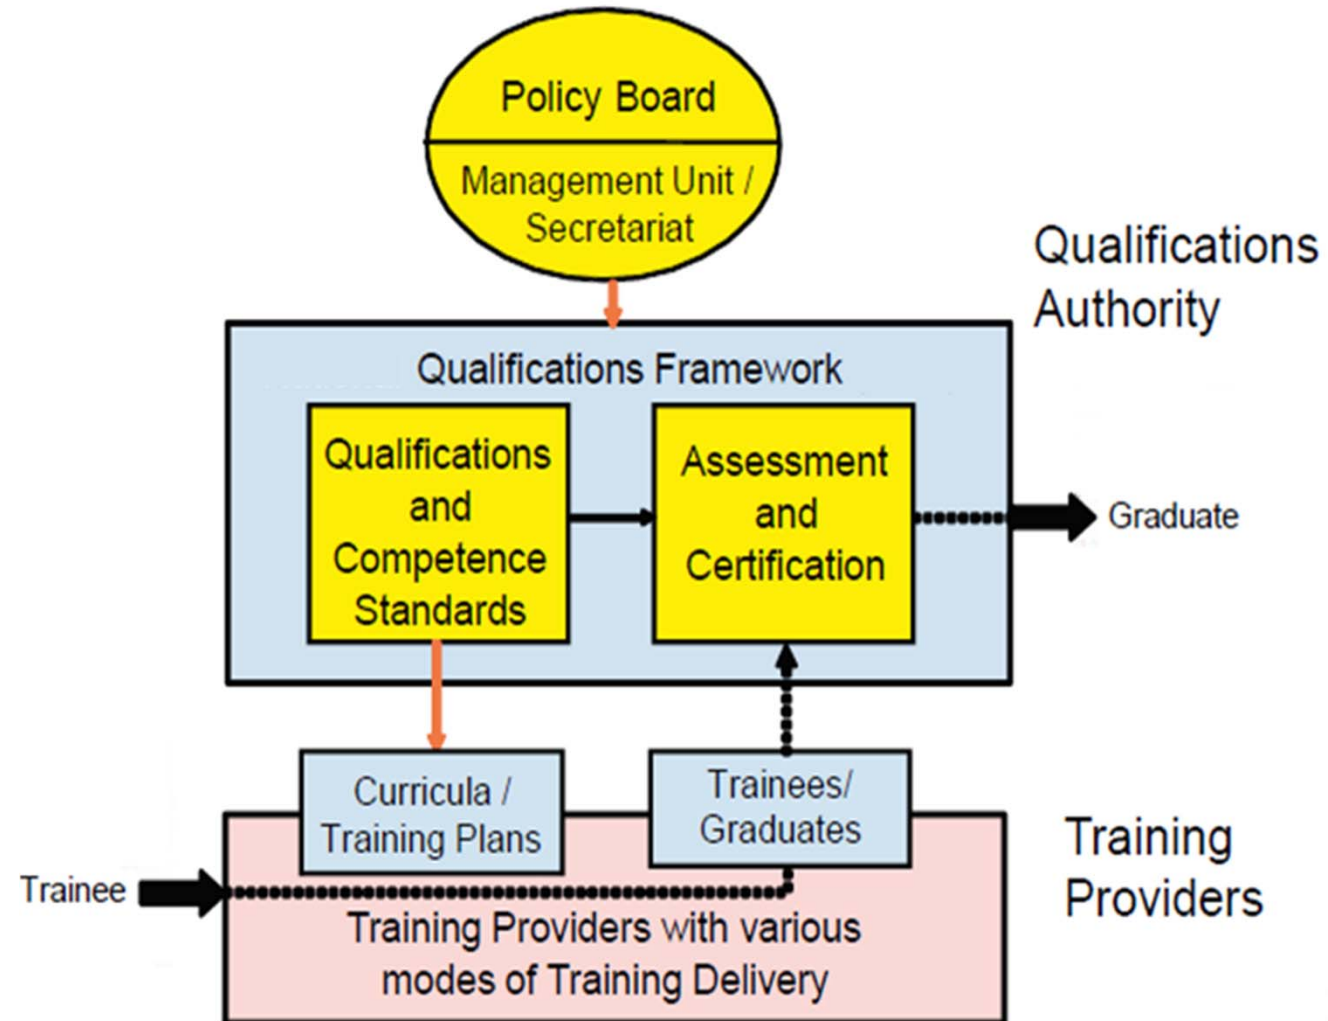 Policy Board
Management Unit /
Secretariat
Qualifications
Authority
Qualifications Framework
Qualifications
and
Competence
Standards
Assessment
and
Certification
Graduate
Curricula /
Training Plans
Trainees/
Graduates
Training
Providers
Trainee
Training Providers with various
modes of Training Delivery